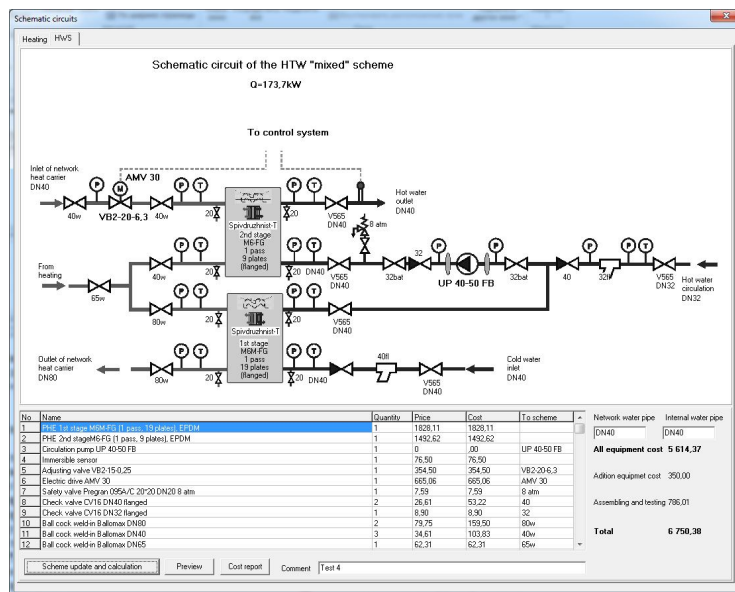 Schematic circuits
Heating
HWS
Schematic circuit of the HTW "mixed" scheme
Q=173,7kW
To control system
Inlet of network
heat carrier
DN40
P
M
AMV 30
P T
P T
40w
VB2-20-6,3
40w
20
Spivdruzhnist-T
2nd stage
M6-FG
1 pass
9 plates
(flanged)
20
V565
DN40
Hot water
outlet
DN40
8 atm
From
heating
65w
P T
40w
P T
20 DN40
V565
DN40
32bat
32
P
UP 40-50 FB
P
32bat
40
P
32fl
P T
V565
DN32
Hot water
circulation
DN32
P T
80w
20
Spivdruzhnist-T
1st stage
M6M-FG
1 pass
19 plates
(flanged)
P T
20
V565
DN40
Outlet of network
heat carrier
DN80
P T
80w
20
P T
20 DN40
40fl
V565
DN40
Cold water
inlet
DN40
No Name Quantity Price Cost To scheme
1 PHE 1st stage M6M-FG (1 pass, 19 plates), EPDM 1 1828,11 1828,11
2 PHE 2nd stageM6-FG (1 pass, 9 plates), EPDM 1 1492,62 1492,62
3 Circulation pump UP 40-50 FB 1 0 ,00 UP 40-50 FB
4 Immersible sensor 1 76,50 76,50
5 Adjusting valve VB2-15-0,25 1 354,50 354,50 VB2-20-6,3
6 Electric drive AMV 30 1 665,06 665,06 AMV 30
7 Safety valve Pregran 095A/C 20*20 DN20 8 atm 1 7,59 7,59 8 atm
8 Check valve CV16 DN40 flanged 2 26,61 53,22 40
9 Check valve CV16 DN32 flanged 1 8,90 8,90 32
10 Ball cock weld-in Ballomax DN80 2 79,75 159,50 80w
11 Ball cock weld-in Ballomax DN40 3 34,61 103,83 40w
12 Ball cock weld-in Ballomax DN65 1 62,31 62,31 65w
Network water pipe Internal water pipe
DN40 DN40
All equipment cost 5 614,37
Adition equipmet cost 350,00
Assembling and testing 786,01
Total 6 750,38
Scheme update and calculation
Preview
Cost report
Comment
Test 4